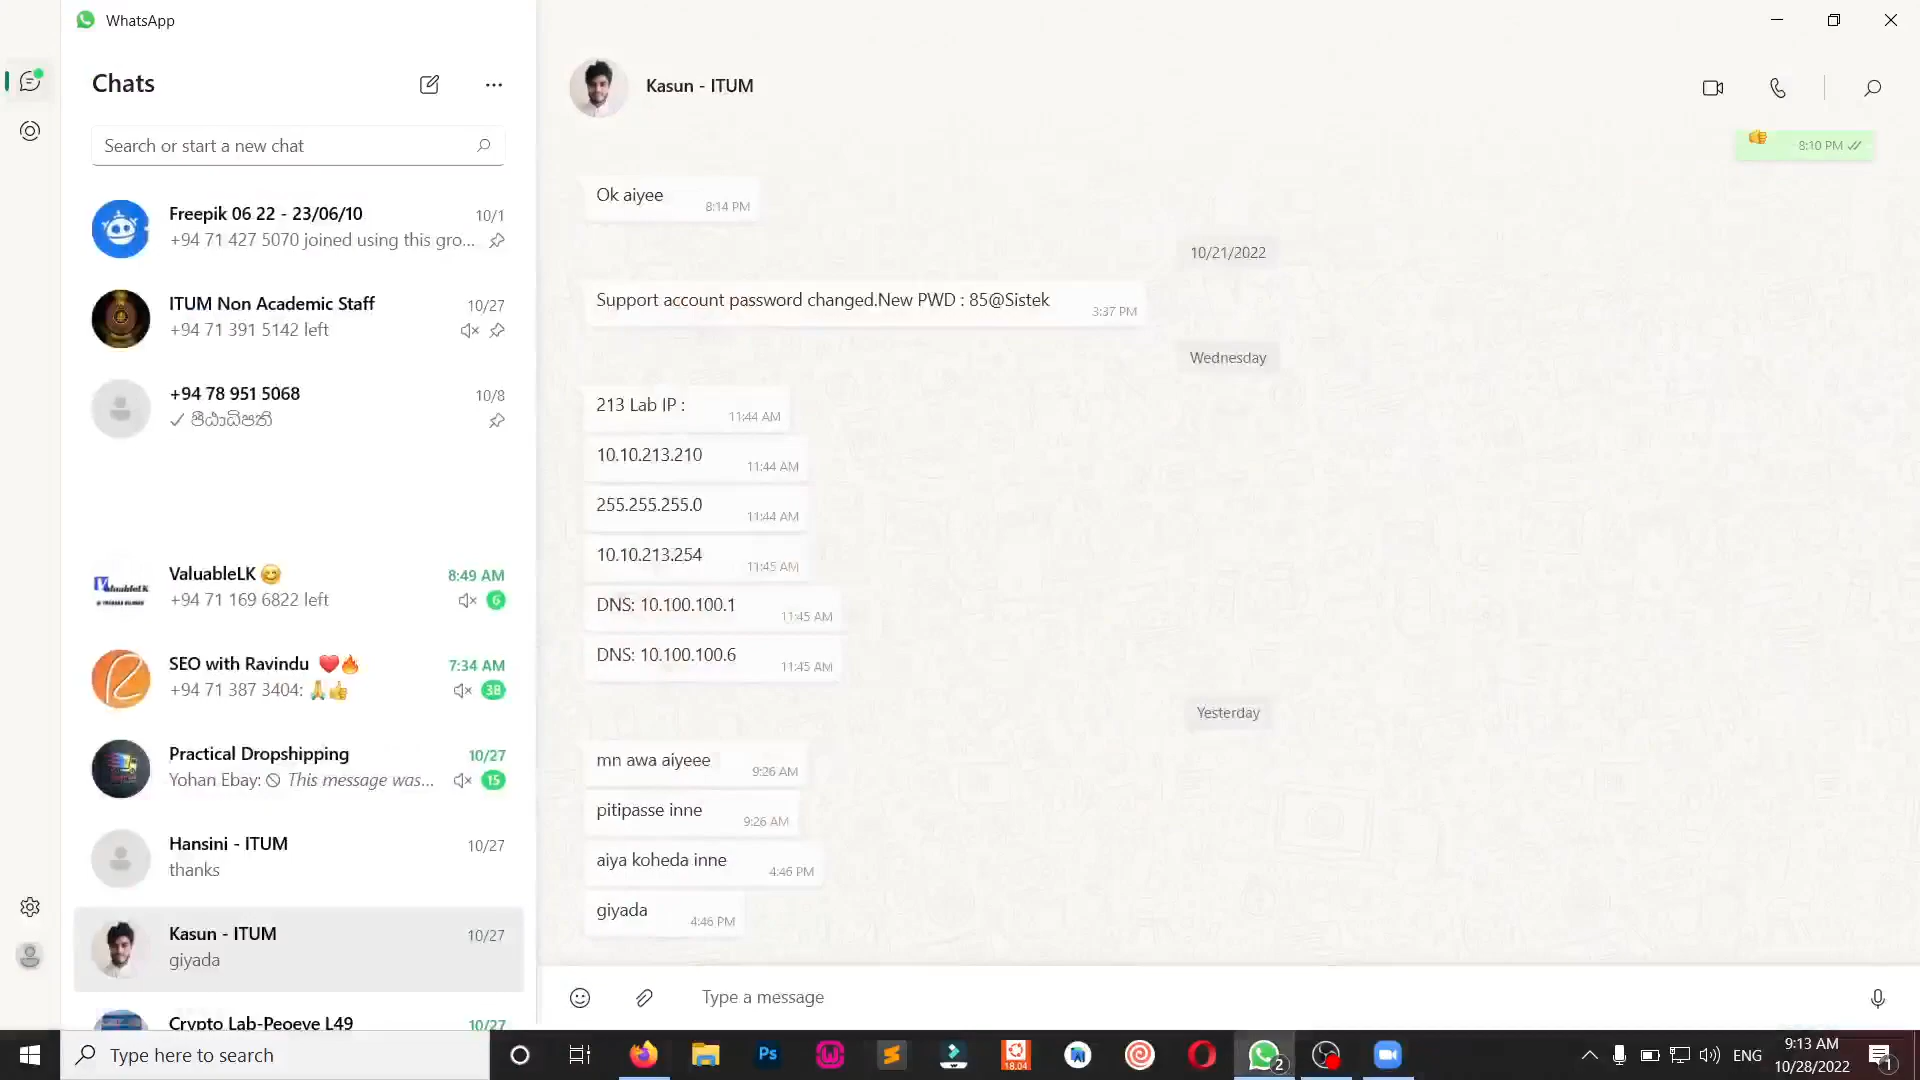 WhatsApp
Chats
Search or start a new chat
Freepik 06 22 - 23/06/10
10/1
+94 71 427 5070 joined using this gro...
ITUM Non Academic Staff
10/27
+94 71 391 5142 left
+94 78 951 5068
10/8
✓ පීඨාධිපති
ValuableLK 😊
8:49 AM
+94 71 169 6822 left
6
SEO with Ravindu ❤️🔥
7:34 AM
+94 71 387 3404: 🙏👍
38
Practical Dropshipping
10/27
Yohan Ebay: This message was...
15
Hansini - ITUM
10/27
thanks
Kasun - ITUM
10/27
giyada
Crypto Lab-Peoeye L49
10/27
Kasun - ITUM
👍 8:10 PM
Ok aiyee
8:14 PM
10/21/2022
Support account password changed.New PWD : 85@Sistek
3:37 PM
Wednesday
213 Lab IP :
11:44 AM
10.10.213.210
11:44 AM
255.255.255.0
11:44 AM
10.10.213.254
11:45 AM
DNS: 10.100.100.1
11:45 AM
DNS: 10.100.100.6
11:45 AM
Yesterday
mn awa aiyeee
9:26 AM
pitipasse inne
9:26 AM
aiya koheda inne
4:46 PM
giyada
4:46 PM
Type a message
Type here to search
Ps
18.04
2
ENG
9:13 AM
10/28/2022
1